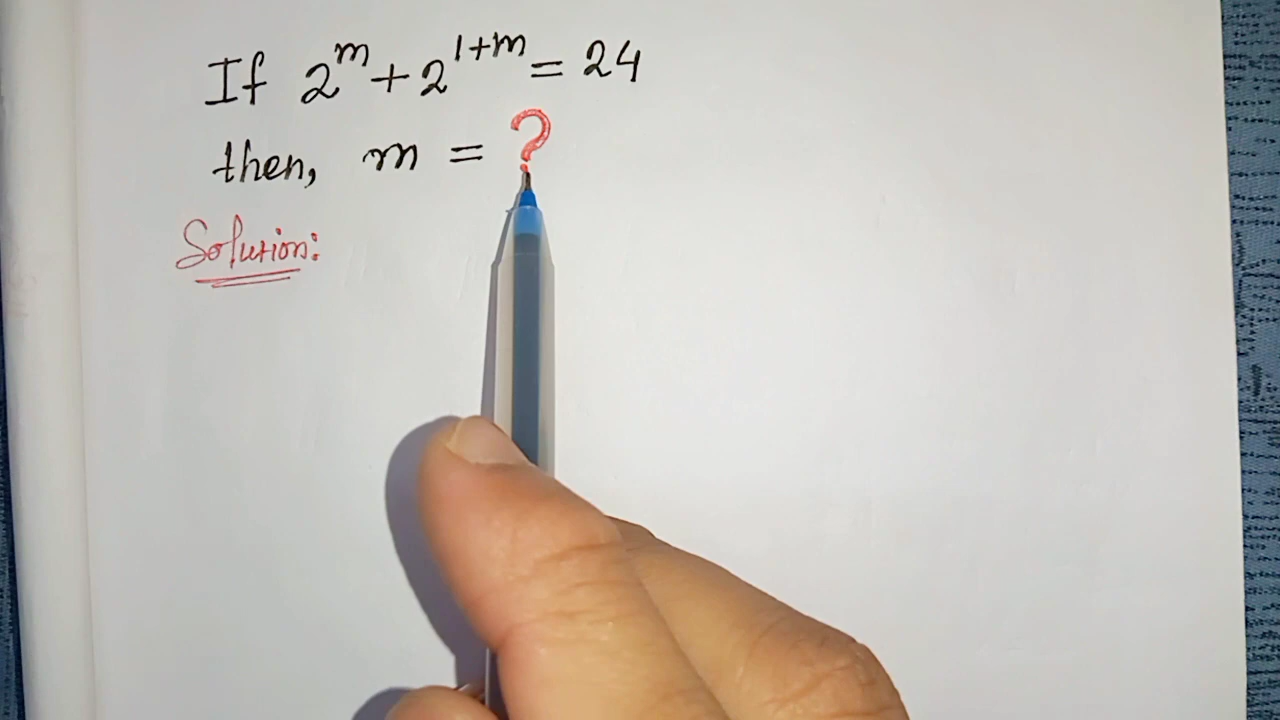 If 2^m + 2^{1+m} = 24
then, m = ?
Solution: